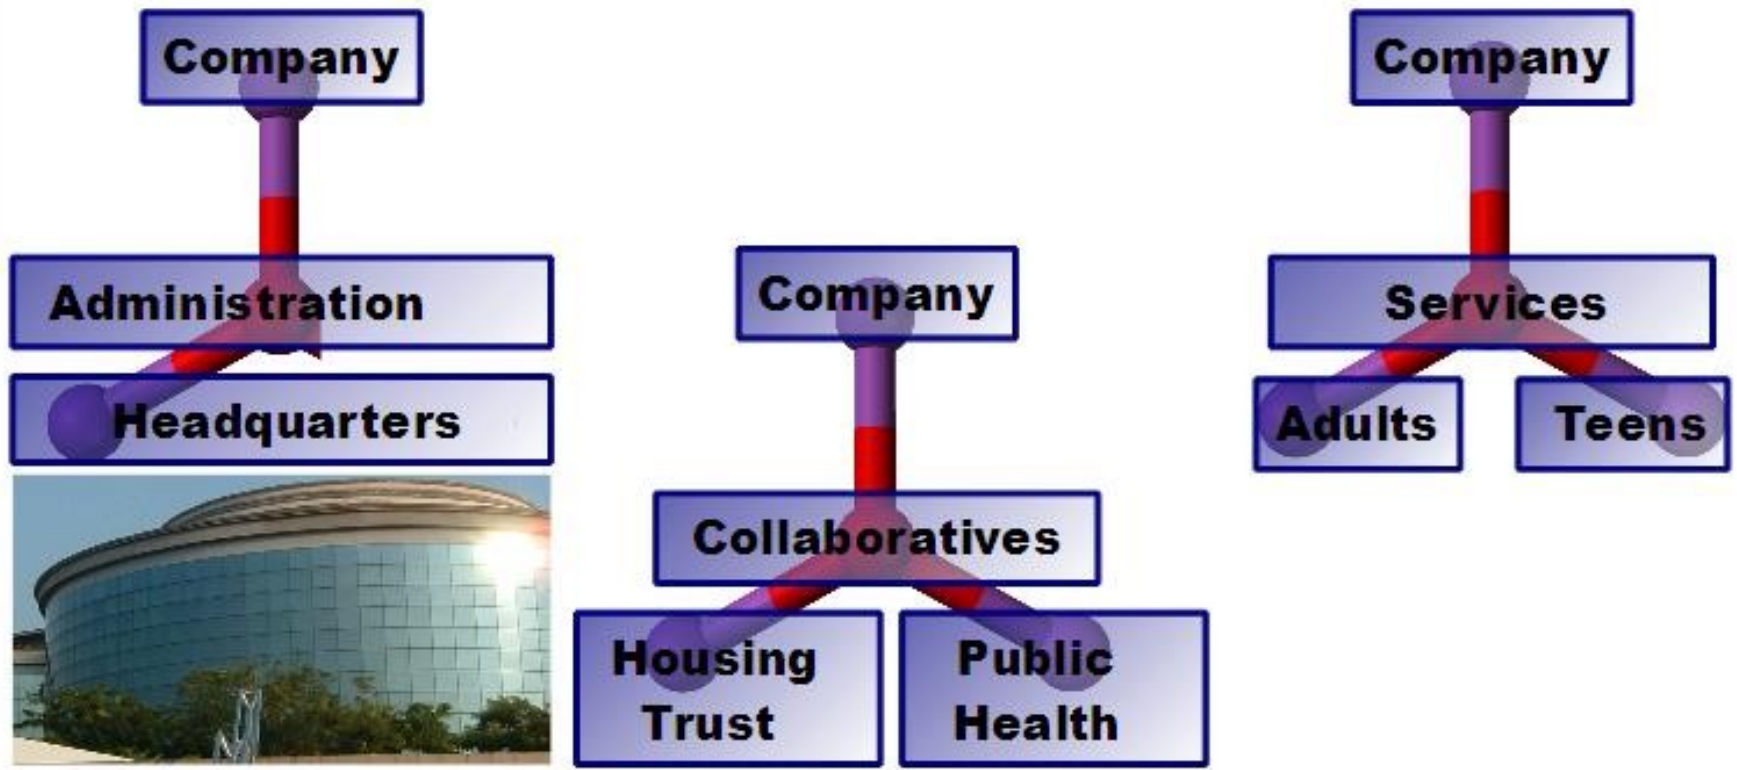 Company
Administration
Headquarters
Company
Collaboratives
Housing
Trust
Public
Health
Company
Services
Adults
Teens